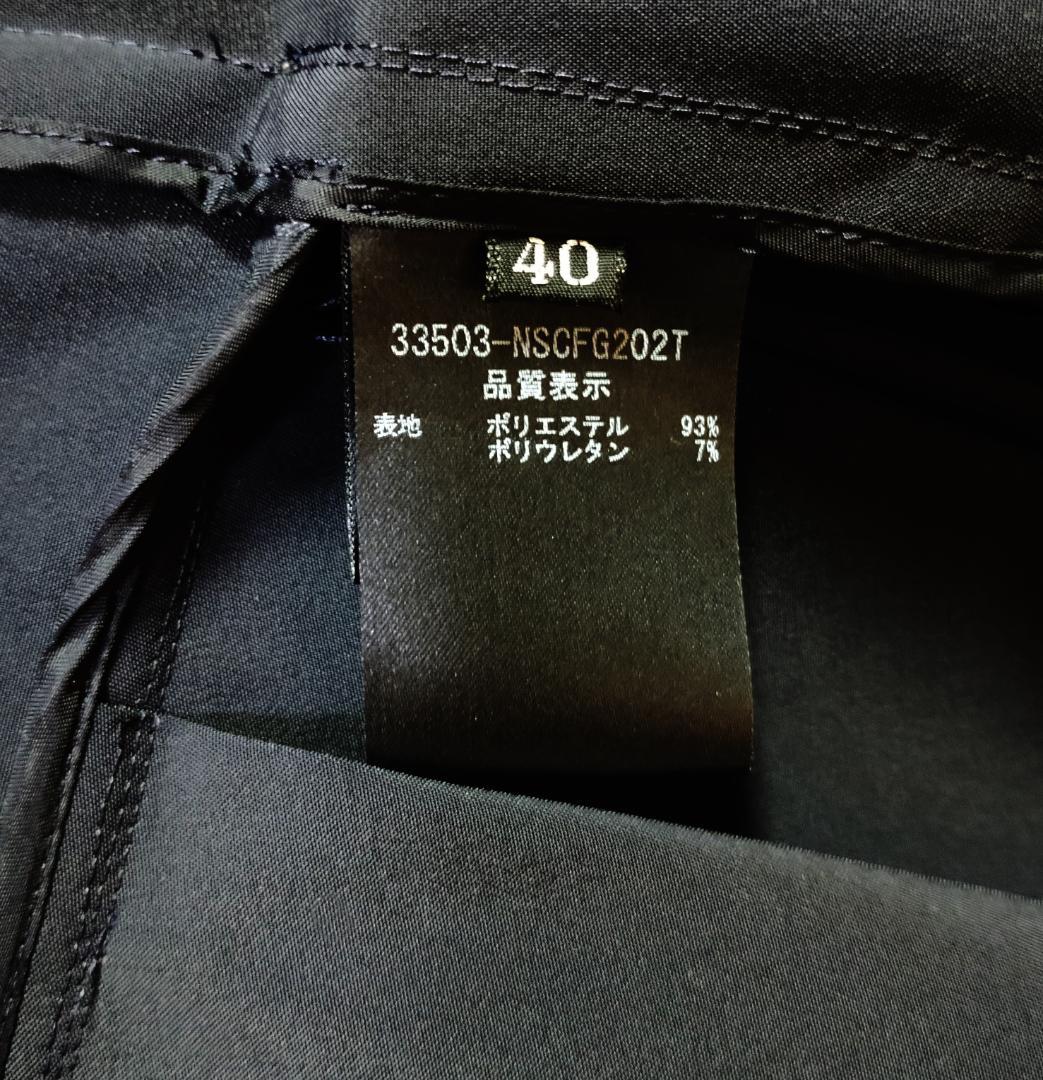 40
33503-NSCFG202T
品質表示
表地 ポリエステル 93%
ポリウレタン 7%